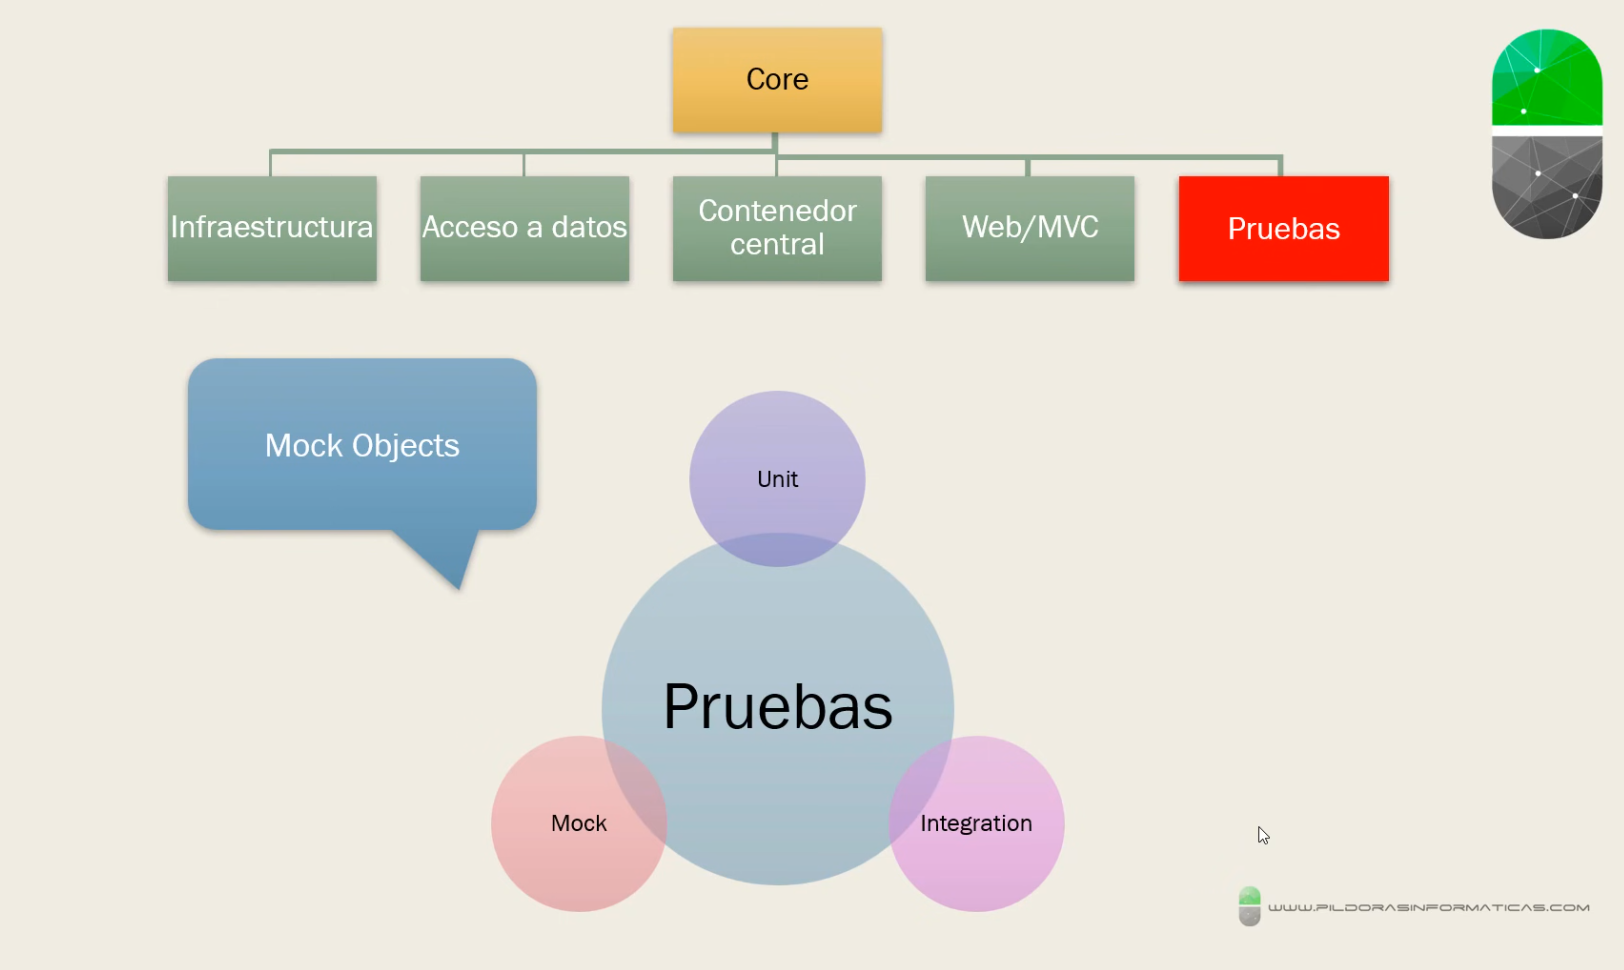 Core
Infraestructura
Acceso a datos
Contenedor
central
Web/MVC
Pruebas
Mock Objects
Unit
Pruebas
Mock
Integration
WWW.PILDORASINFORMATICAS.COM